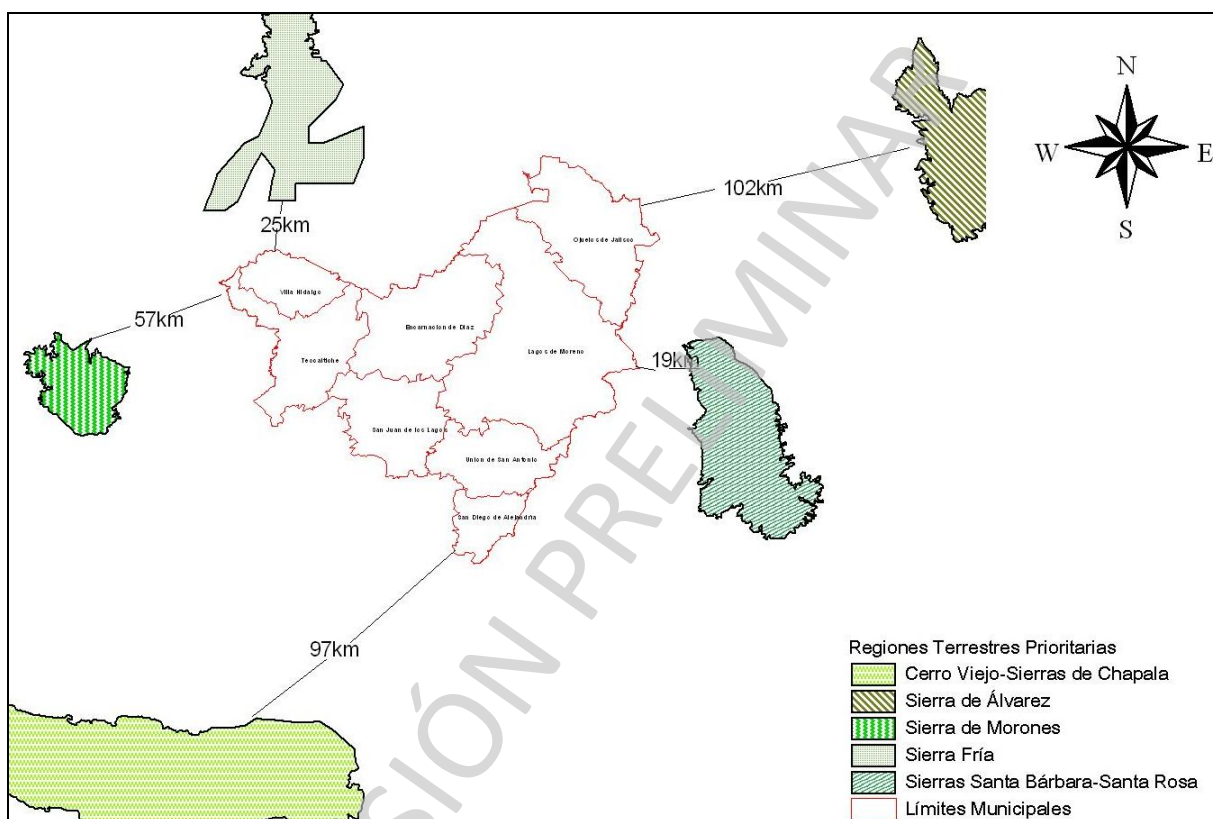 N
W
E
S
102km
25km
57km
19km
97km
Ojuelos de Jalisco
Villa Hidalgo
Encarnacion de Diaz
Lagos de Moreno
Teocaltiche
San Juan de los Lagos
Union de San Antonio
San Diego de Alejandria
Regiones Terrestres Prioritarias
Cerro Viejo-Sierras de Chapala
Sierra de Álvarez
Sierra de Morones
Sierra Fría
Sierras Santa Bárbara-Santa Rosa
Límites Municipales
SIÓN PRELIMINAR